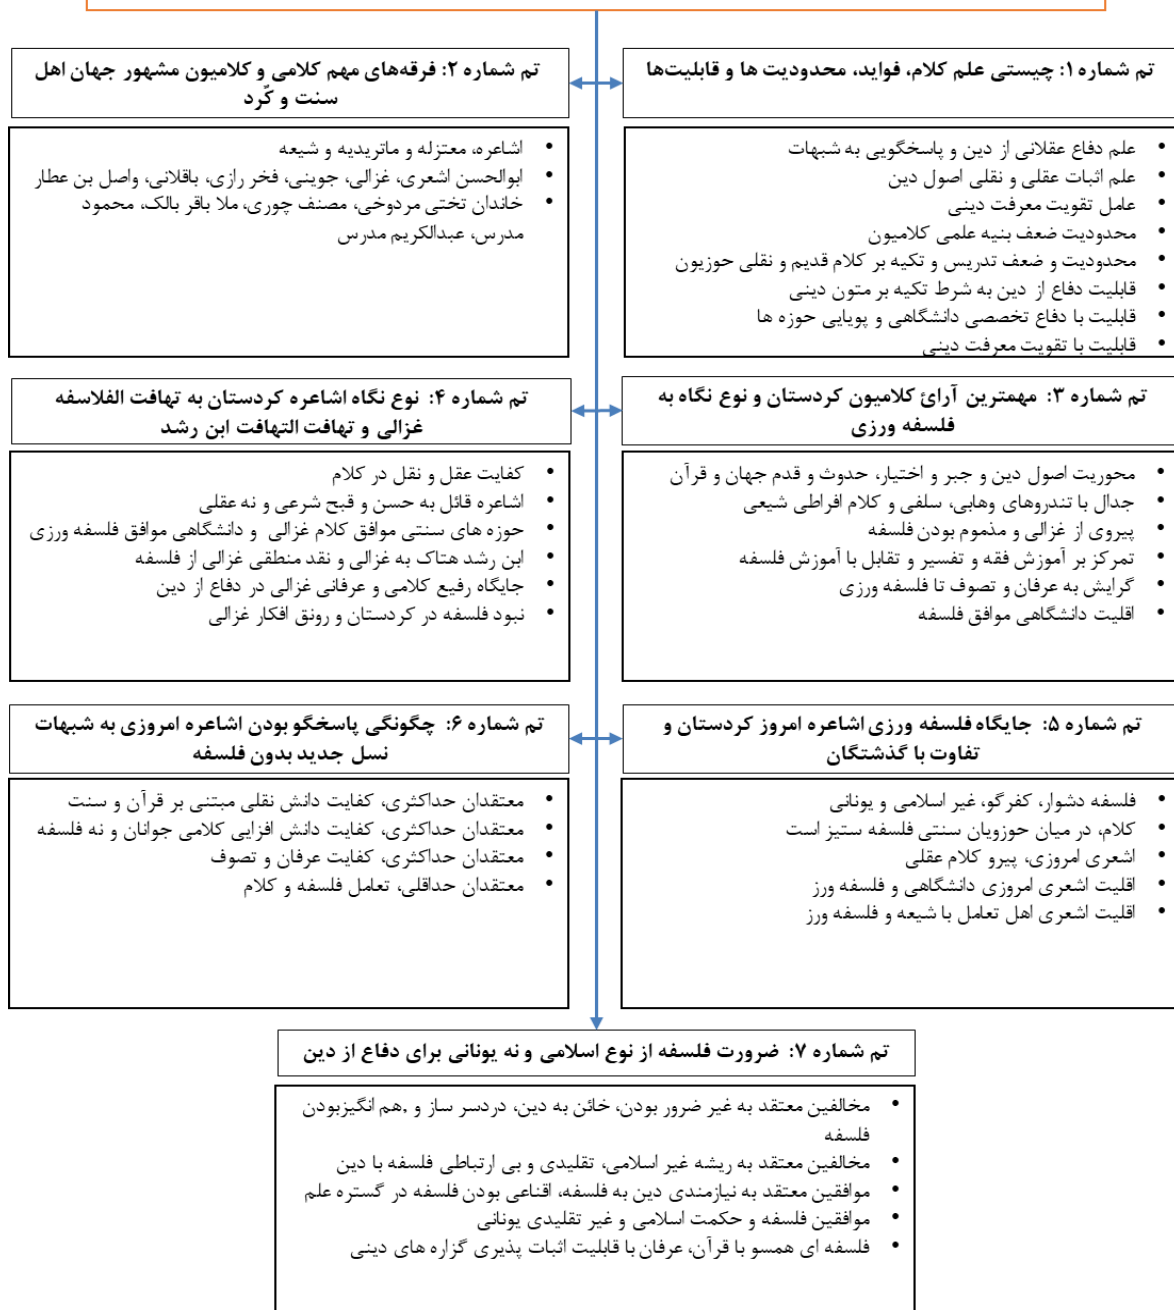 تم شماره ۱: چیستی علم کلام، فواید، محدودیت ها و قابلیت‌ها
• علم دفاع عقلانی از دین و پاسخگویی به شبهات
• علم اثبات عقلی و نقلی اصول دین
• عامل تقویت معرفت دینی
• محدودیت ضعف بنیه علمی کلامیون
• محدودیت و ضعف تدریس و تکیه بر کلام قدیم و نقلی حوزیون
• قابلیت دفاع از دین به شرط تکیه بر متون دینی
• قابلیت با دفاع تخصصی دانشگاهی و پویایی حوزه ها
• قابلیت با تقویت معرفت دینی
تم شماره ۲: فرقه‌های مهم کلامی و کلامیون مشهور جهان اهل
سنت و کُرد
• اشاعره، معتزله و ماتریدیه و شیعه
• ابوالحسن اشعری، غزالی، جوینی، فخر رازی، باقلانی، واصل بن عطار
• خاندان تختی مردوخی، مصنف چوری، ملا باقر بالک، محمود
مدرس، عبدالکریم مدرس
تم شماره ۳: مهمترین آرائ کلامیون کردستان و نوع نگاه به
فلسفه ورزی
• محوریت اصول دین و جبر و اختیار، حدوث و قدم جهان و قرآن
• جدال با تندروهای وهابی، سلفی و کلام افراطی شیعی
• پیروی از غزالی و مذموم بودن فلسفه
• تمرکز بر آموزش فقه و تفسیر و تقابل با آموزش فلسفه
• گرایش به عرفان و تصوف تا فلسفه ورزی
• اقلیت دانشگاهی موافق فلسفه
تم شماره ۴: نوع نگاه اشاعره کردستان به تهافت الفلاسفه
غزالی و تهافت التهافت ابن رشد
• کفایت عقل و نقل در کلام
• اشاعره قائل به حسن و قبح شرعی و نه عقلی
• حوزه های سنتی موافق کلام غزالی و دانشگاهی موافق فلسفه ورزی
• ابن رشد هتاک به غزالی و نقد منطقی غزالی از فلسفه
• جایگاه رفیع کلامی و عرفانی غزالی در دفاع از دین
• نبود فلسفه در کردستان و رونق افکار غزالی
تم شماره ۵: جایگاه فلسفه ورزی اشاعره امروز کردستان و
تفاوت با گذشتگان
• فلسفه دشوار، کفرگو، غیر اسلامی و یونانی
• کلام، در میان حوزویان سنتی فلسفه ستیز است
• اشعری امروزی، پیرو کلام عقلی
• اقلیت اشعری امروزی دانشگاهی و فلسفه ورز
• اقلیت اشعری اهل تعامل با شیعه و فلسفه ورز
تم شماره ۶: چگونگی پاسخگو بودن اشاعره امروزی به شبهات
نسل جدید بدون فلسفه
• معتقدان حداکثری، کفایت دانش نقلی مبتنی بر قرآن و سنت
• معتقدان حداکثری، کفایت دانش افزایی کلامی جوانان و نه فلسفه
• معتقدان حداکثری، کفایت عرفان و تصوف
• معتقدان حداقلی، تعامل فلسفه و کلام
تم شماره ۷: ضرورت فلسفه از نوع اسلامی و نه یونانی برای دفاع از دین
• مخالفین معتقد به غیر ضرور بودن، خائن به دین، دردسر ساز و ,هم انگیزبودن
فلسفه
• مخالفین معتقد به ریشه غیر اسلامی، تقلیدی و بی ارتباطی فلسفه با دین
• موافقین معتقد به نیازمندی دین به فلسفه، اقناعی بودن فلسفه در گستره علم
• موافقین فلسفه و حکمت اسلامی و غیر تقلیدی یونانی
• فلسفه ای همسو با قرآن، عرفان با قابلیت اثبات پذیری گزاره های دینی